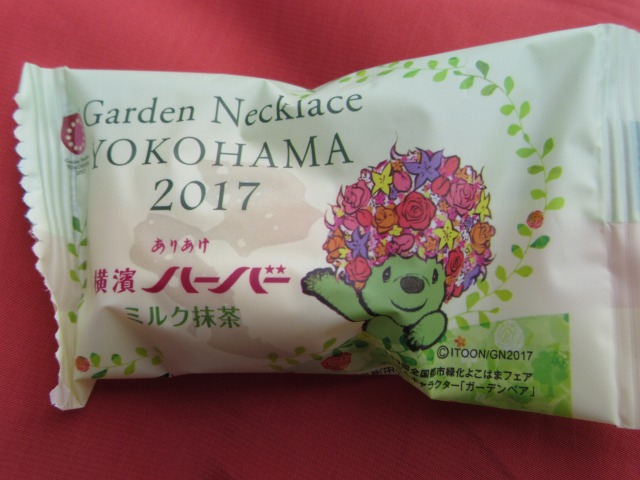 Garden Necklace
YOKOHAMA
2017
ありあけ
横濱 ハーバー
ミルク抹茶
©ITOON/GN2017
全国都市緑化よこはまフェア
キャラクター「ガーデンベア」